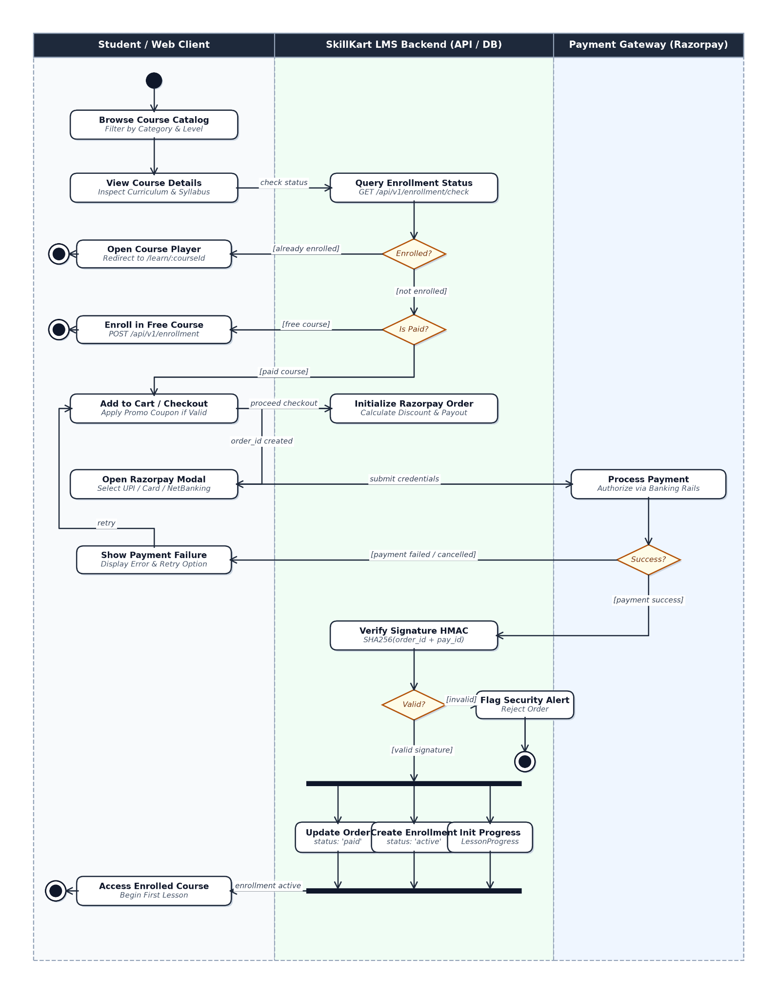 Student / Web Client
SkillKart LMS Backend (API / DB)
Payment Gateway (Razorpay)
Browse Course Catalog
Filter by Category & Level
View Course Details
Inspect Curriculum & Syllabus
check status
Query Enrollment Status
GET /api/v1/enrollment/check
Open Course Player
Redirect to /learn/:courseId
[already enrolled]
Enrolled?
[not enrolled]
Enroll in Free Course
POST /api/v1/enrollment
[free course]
Is Paid?
[paid course]
Add to Cart / Checkout
Apply Promo Coupon if Valid
proceed checkout
Initialize Razorpay Order
Calculate Discount & Payout
order_id created
Open Razorpay Modal
Select UPI / Card / NetBanking
submit credentials
Process Payment
Authorize via Banking Rails
retry
Show Payment Failure
Display Error & Retry Option
[payment failed / cancelled]
Success?
[payment success]
Verify Signature HMAC
SHA256(order_id + pay_id)
Valid?
[invalid]
Flag Security Alert
Reject Order
[valid signature]
Update Order
status: 'paid'
Create Enrollment
status: 'active'
Init Progress
LessonProgress
Access Enrolled Course
Begin First Lesson
enrollment active